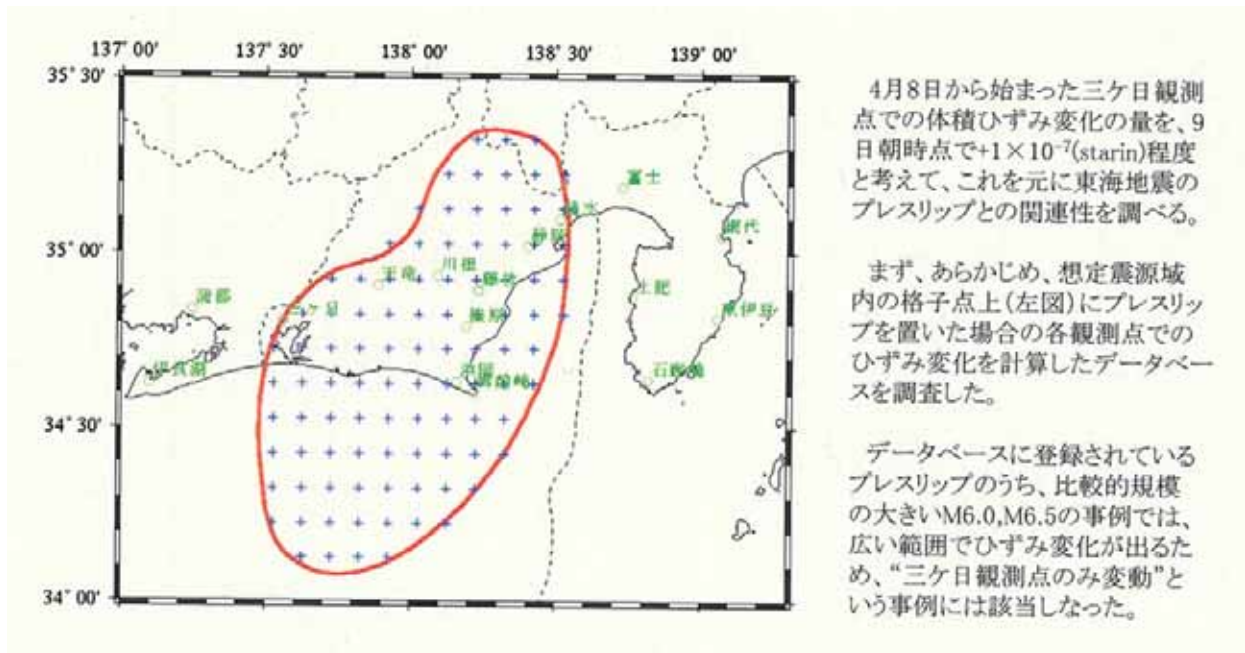 137° 00′ 137° 30′ 138° 00′ 138° 30′ 139° 00′
35° 30′
35° 00′
34° 30′
34° 00′
富士
清水
静岡
網代
川根
天竜
藤枝
土肥
東伊豆
蒲郡
三ケ日
榛原
伊良湖
石廊崎
御前崎
4月8日から始まった三ケ日観測
点での体積ひずみ変化の量を、9
日朝時点で+1×10⁻⁷(starin)程度
と考えて、これを元に東海地震の
プレスリップとの関連性を調べる。
まず、あらかじめ、想定震源域
内の格子点上(左図)にプレスリッ
プを置いた場合の各観測点での
ひずみ変化を計算したデータベー
スを調査した。
データベースに登録されている
プレスリップのうち、比較的規模
の大きいM6.0,M6.5の事例では、
広い範囲でひずみ変化が出るた
め、“三ケ日観測点のみ変動”と
いう事例には該当しなった。